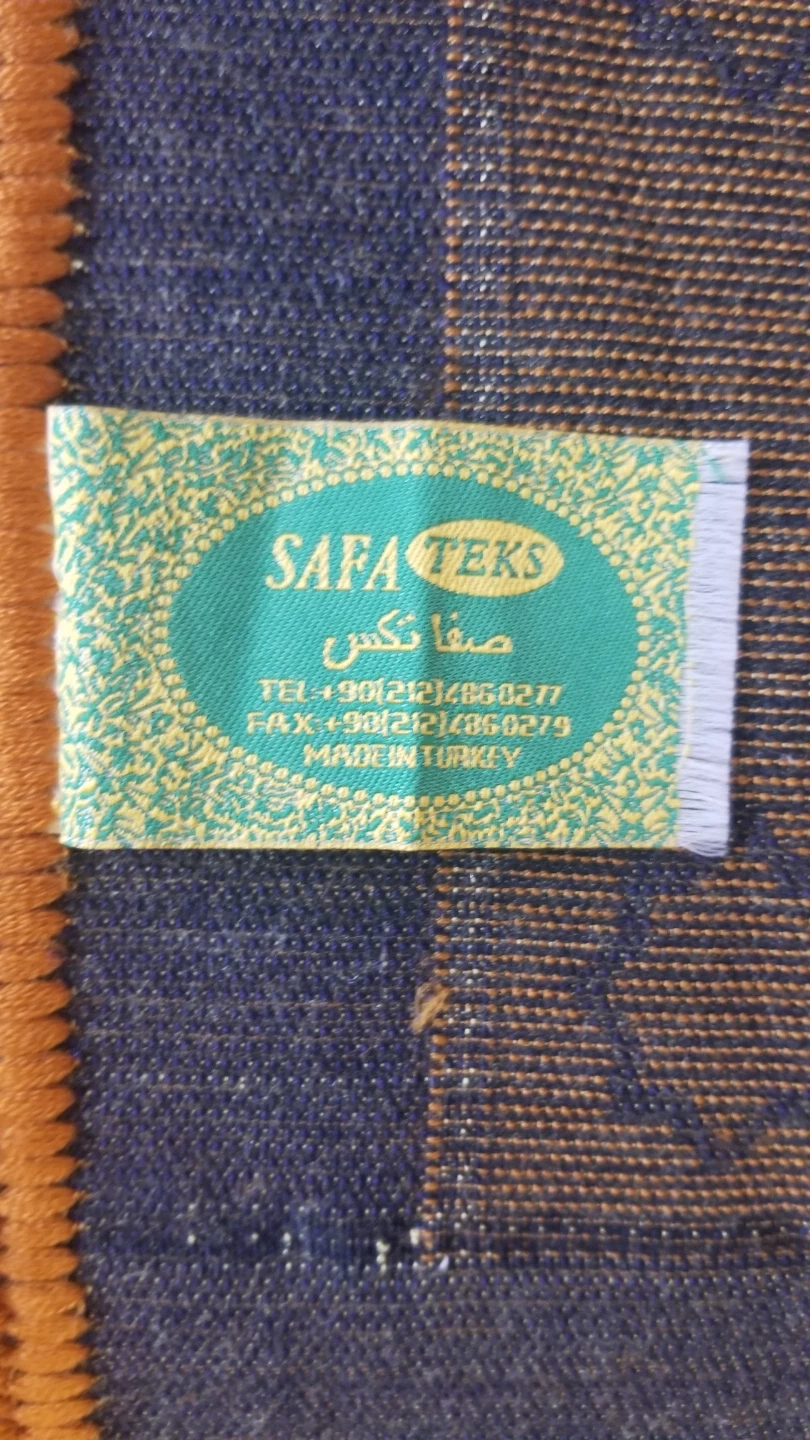 SAFA TEKS
صفا تكس
TEL:+90(212)4860277
FAX:+90(212)4860279
MADE IN TURKEY